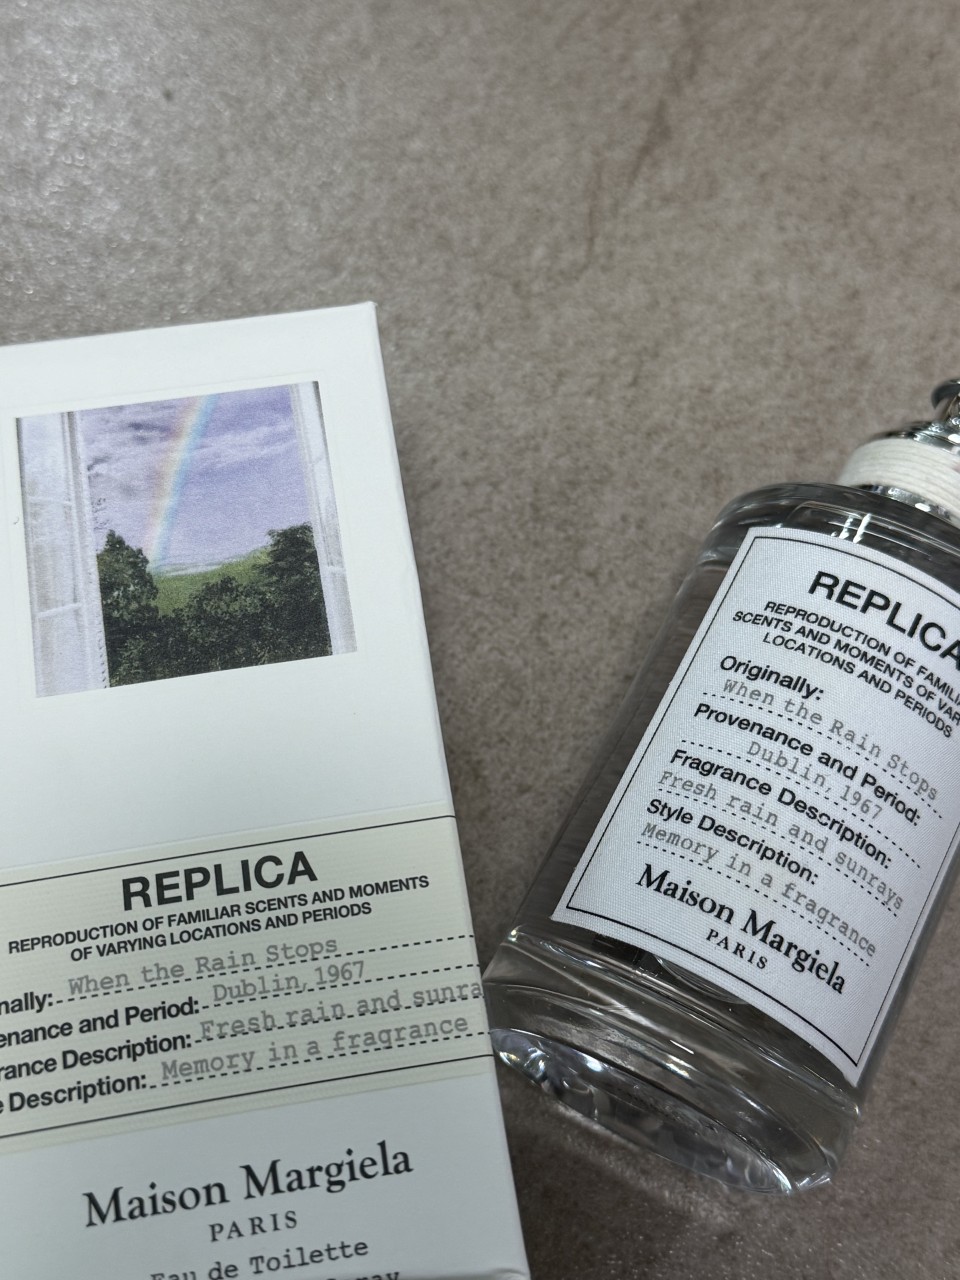 REPLICA
REPRODUCTION OF FAMILIAR SCENTS AND MOMENTS
OF VARYING LOCATIONS AND PERIODS
nally: When the Rain Stops
enance and Period: Dublin, 1967
rance Description: Fresh rain and sunra
e Description: Memory in a fragrance
Maison Margiela
PARIS
Eau de Toilette
REPLICA
REPRODUCTION OF FAMILI
SCENTS AND MOMENTS OF VAR
LOCATIONS AND PERIODS
Originally:
When the Rain Stops
Provenance and Period:
Dublin, 1967
Fragrance Description:
Fresh rain and sunrays
Style Description:
Memory in a fragrance
Maison Margiela
PARIS